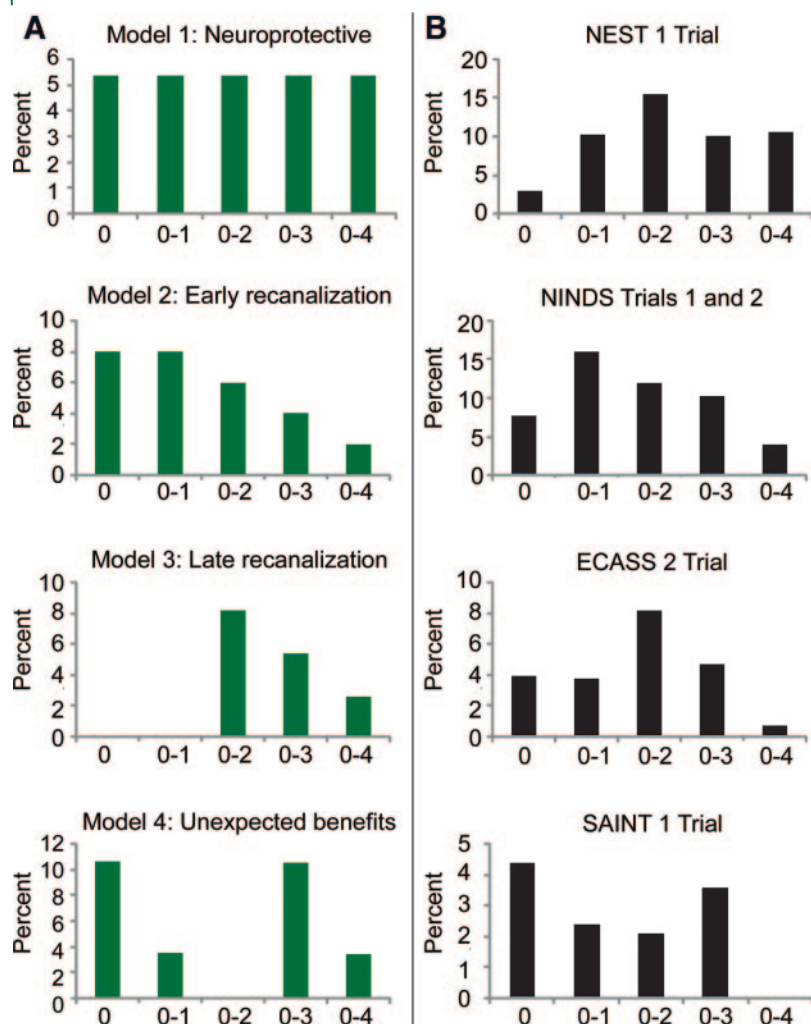 A
Model 1: Neuroprotective
Percent
6
5
4
3
2
1
0
0 0-1 0-2 0-3 0-4
B
NEST 1 Trial
Percent
20
15
10
5
0
0 0-1 0-2 0-3 0-4
Model 2: Early recanalization
Percent
10
8
6
4
2
0
0 0-1 0-2 0-3 0-4
NINDS Trials 1 and 2
Percent
20
15
10
5
0
0 0-1 0-2 0-3 0-4
Model 3: Late recanalization
Percent
10
8
6
4
2
0
0 0-1 0-2 0-3 0-4
ECASS 2 Trial
Percent
10
8
6
4
2
0
0 0-1 0-2 0-3 0-4
Model 4: Unexpected benefits
Percent
12
10
8
6
4
2
0
0 0-1 0-2 0-3 0-4
SAINT 1 Trial
Percent
5
4
3
2
1
0
0 0-1 0-2 0-3 0-4